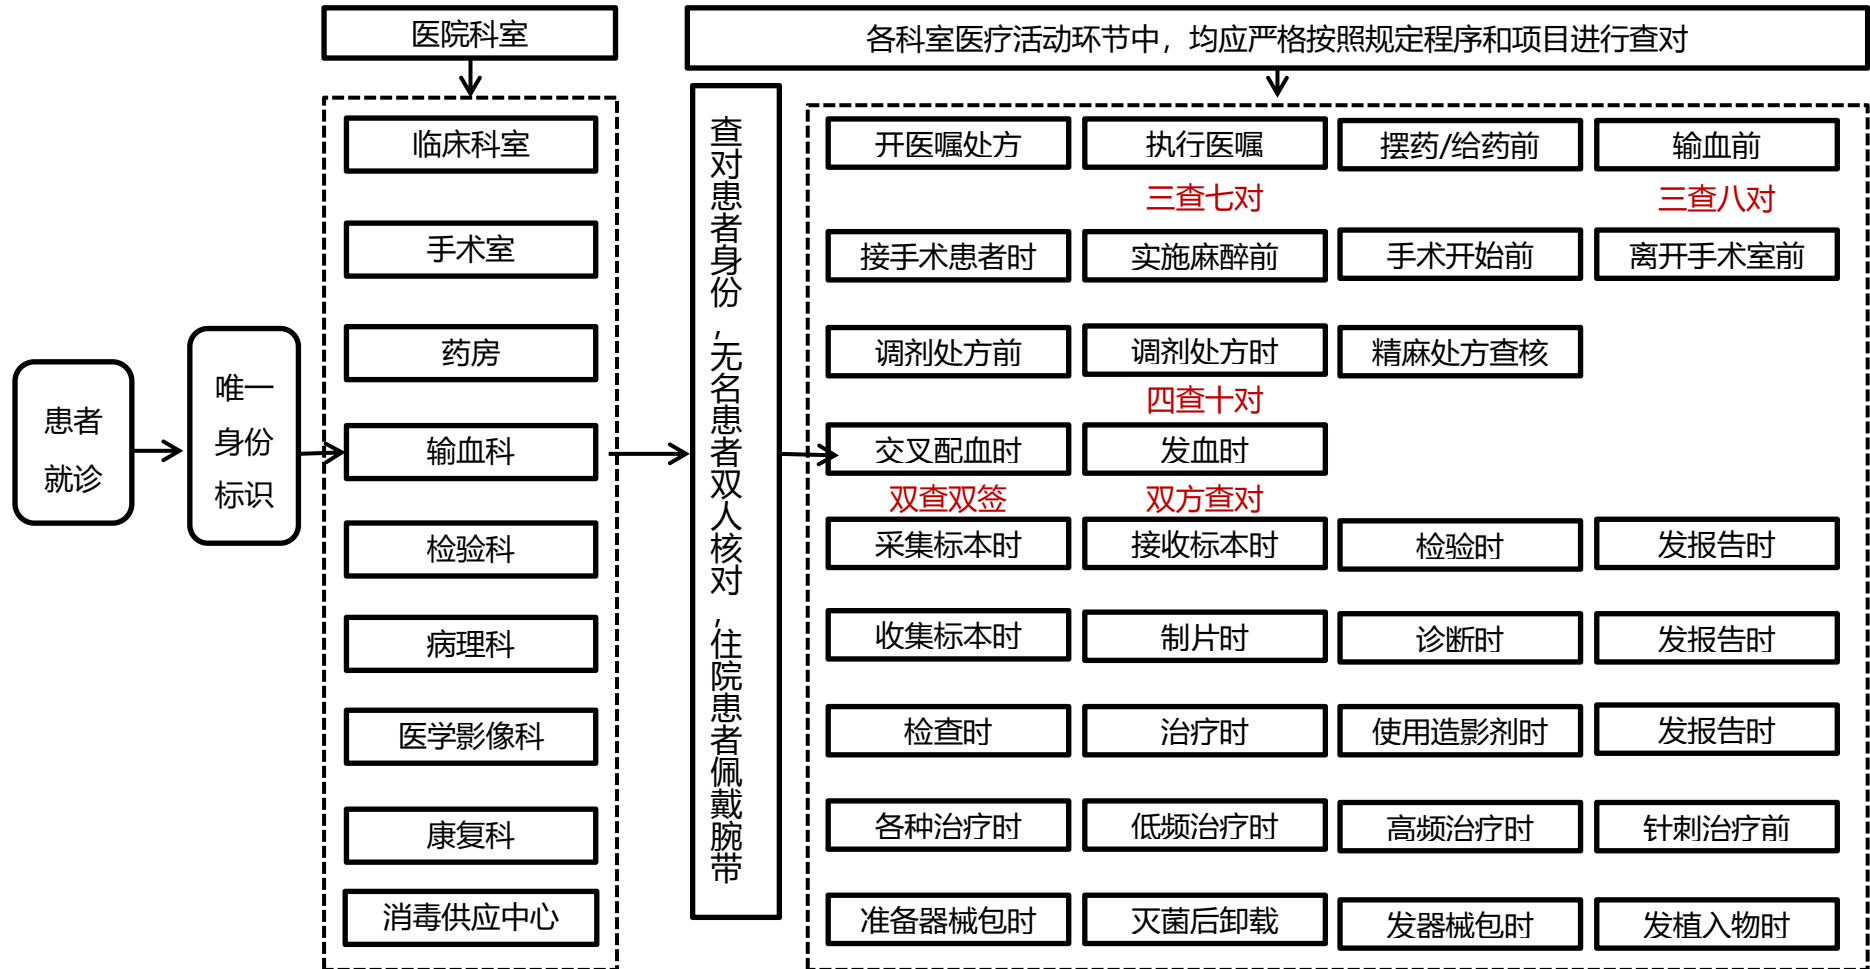 医院科室
各科室医疗活动环节中，均应严格按照规定程序和项目进行查对
患者
就诊
唯一
身份
标识
临床科室
手术室
药房
输血科
检验科
病理科
医学影像科
康复科
消毒供应中心
查对患者身份,无名患者双人核对,住院患者佩戴腕带
开医嘱处方 执行医嘱 摆药/给药前 输血前
三查七对 三查八对
接手术患者时 实施麻醉前 手术开始前 离开手术室前
调剂处方前 调剂处方时 精麻处方查核
四查十对
交叉配血时 发血时
双查双签 双方查对
采集标本时 接收标本时 检验时 发报告时
收集标本时 制片时 诊断时 发报告时
检查时 治疗时 使用造影剂时 发报告时
各种治疗时 低频治疗时 高频治疗时 针刺治疗前
准备器械包时 灭菌后卸载 发器械包时 发植入物时